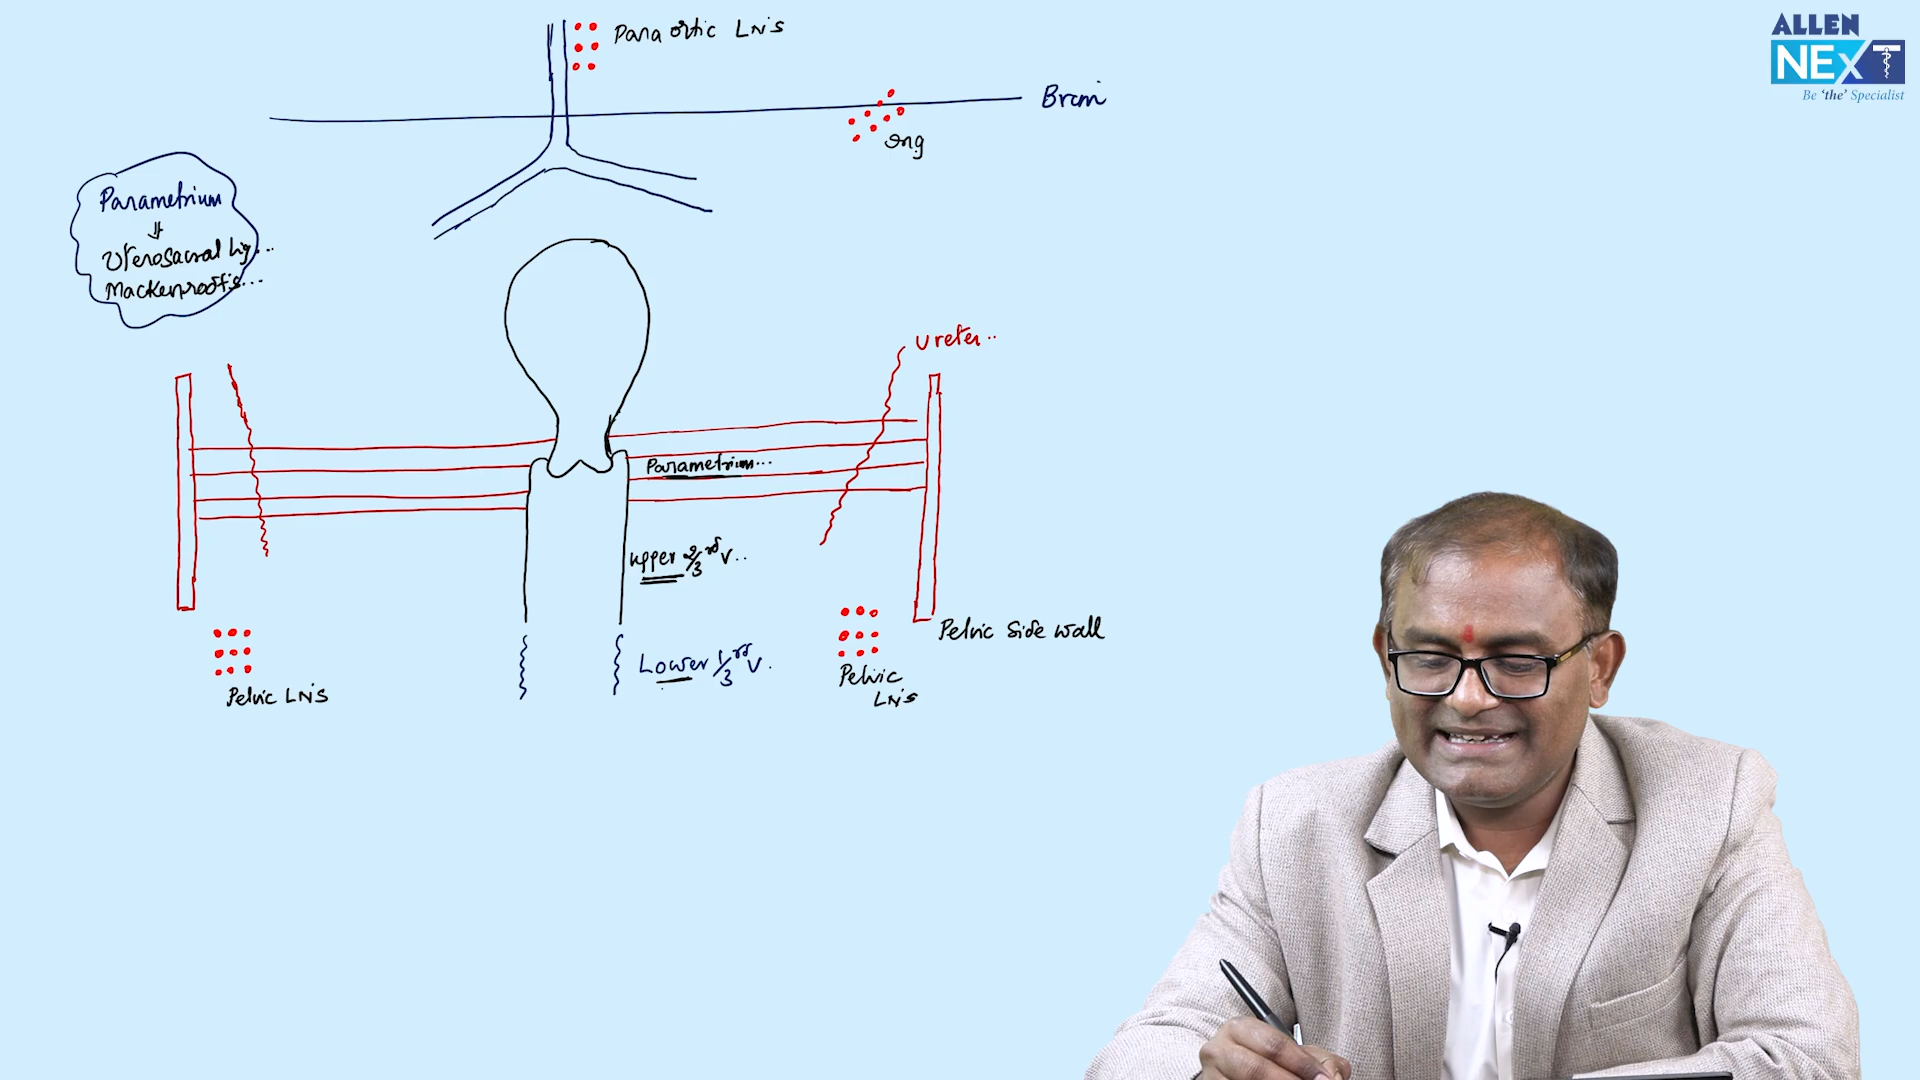 Para ortic LN's
ALLEN
NEXT
Be 'the' Specialist
Brim
Ing
Parametrium
Uterosacral lig...
Mackenrodt's...
Ureter..
Parametrium...
Upper 2/3rd V..
Pelvic Side wall
Lower 1/3rd V.
Pelvic
LN's
Pelvic LN's